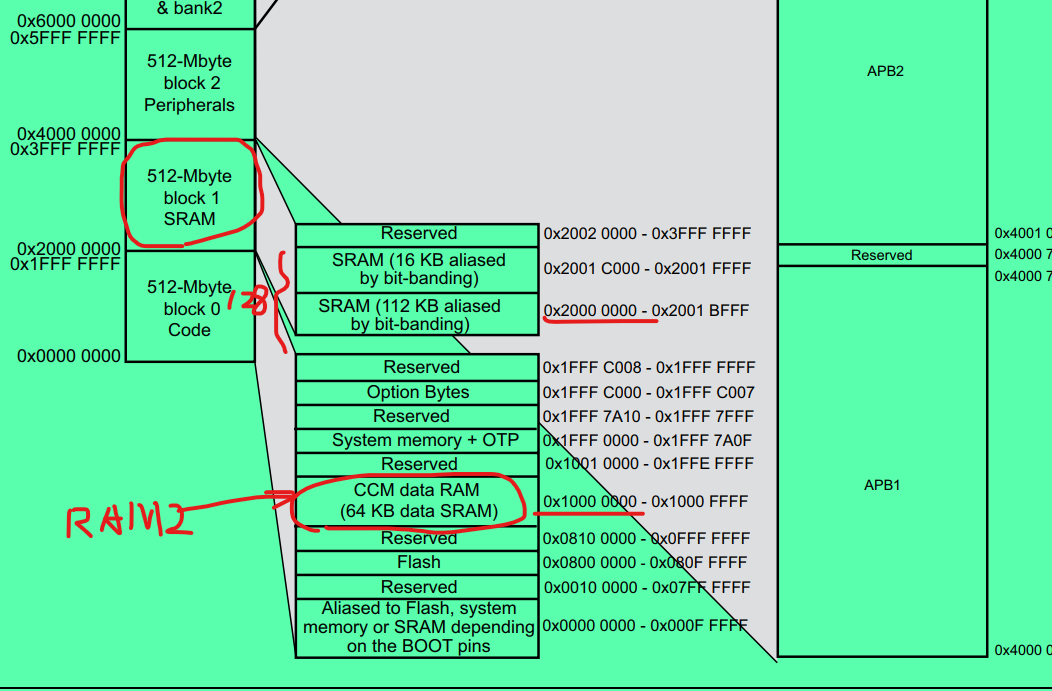 & bank2
0x6000 0000
0x5FFF FFFF
512-Mbyte
block 2
Peripherals
0x4000 0000
0x3FFF FFFF
512-Mbyte
block 1
SRAM
0x2000 0000
0x1FFF FFFF
512-Mbyte
block 0
Code
0x0000 0000
128
Reserved
0x2002 0000 - 0x3FFF FFFF
SRAM (16 KB aliased
by bit-banding)
0x2001 C000 - 0x2001 FFFF
SRAM (112 KB aliased
by bit-banding)
0x2000 0000 - 0x2001 BFFF
Reserved
0x1FFF C008 - 0x1FFF FFFF
Option Bytes
0x1FFF C000 - 0x1FFF C007
Reserved
0x1FFF 7A10 - 0x1FFF 7FFF
System memory + OTP
0x1FFF 0000 - 0x1FFF 7A0F
Reserved
0x1001 0000 - 0x1FFE FFFF
CCM data RAM
(64 KB data SRAM)
0x1000 0000 - 0x1000 FFFF
RAM2
Reserved
0x0810 0000 - 0x0FFF FFFF
Flash
0x0800 0000 - 0x080F FFFF
Reserved
0x0010 0000 - 0x07FF FFFF
Aliased to Flash, system
memory or SRAM depending
on the BOOT pins
0x0000 0000 - 0x000F FFFF
APB2
0x4001 0
Reserved
0x4000 7
0x4000 7
APB1
0x4000 0